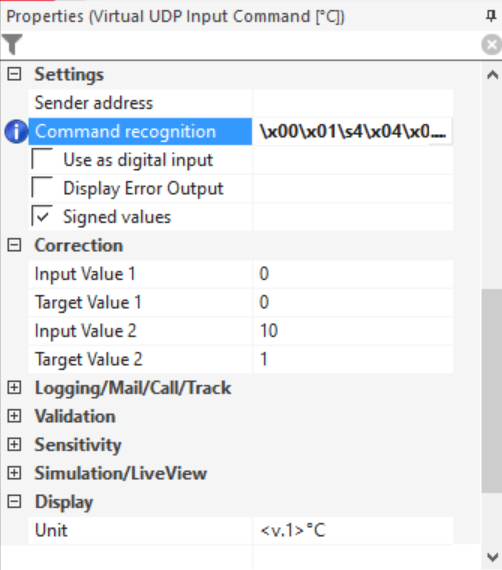 Properties (Virtual UDP Input Command [°C])
Settings
Sender address
Command recognition \x00\x01\s4\x04\x0....
Use as digital input
Display Error Output
Signed values
Correction
Input Value 1 0
Target Value 1 0
Input Value 2 10
Target Value 2 1
Logging/Mail/Call/Track
Validation
Sensitivity
Simulation/LiveView
Display
Unit <v.1>°C